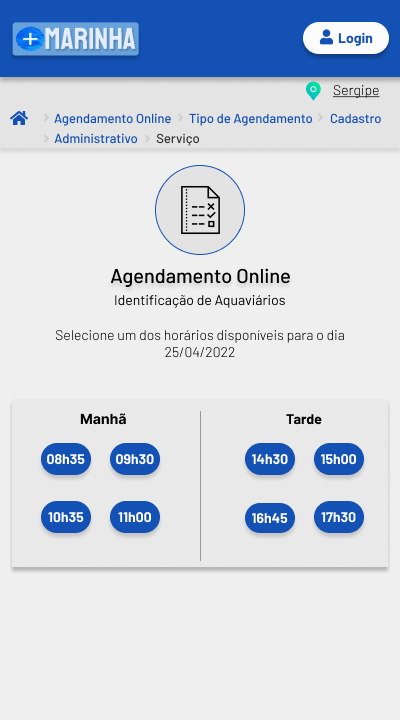 MARINHA
Login
Sergipe
Agendamento Online
Tipo de Agendamento
Cadastro
Administrativo
Serviço
Agendamento Online
Identificação de Aquaviários
Selecione um dos horários disponíveis para o dia
25/04/2022
Manhã
08h35 09h30
10h35 11h00
Tarde
14h30 15h00
16h45 17h30